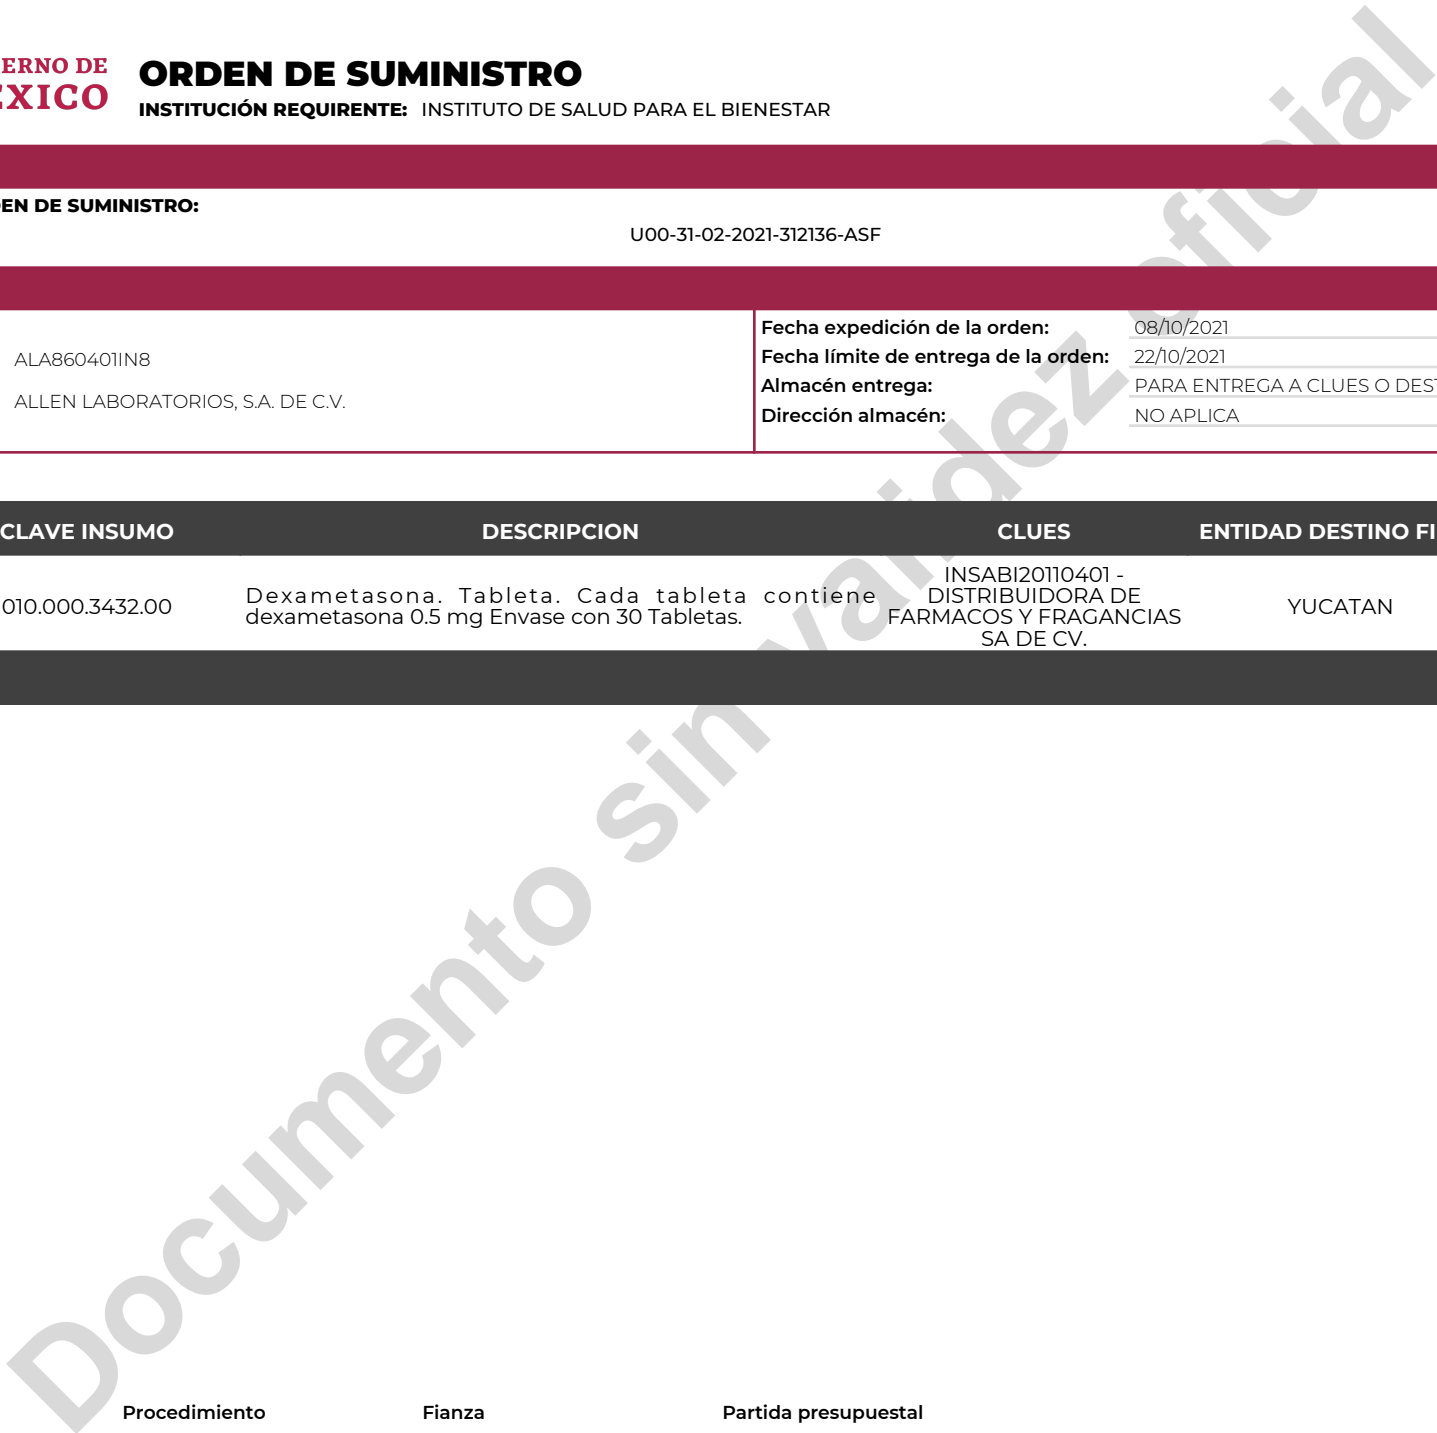 ERNO DE
EXICO
ORDEN DE SUMINISTRO
INSTITUCIÓN REQUIRENTE: INSTITUTO DE SALUD PARA EL BIENESTAR
EN DE SUMINISTRO:
U00-31-02-2021-312136-ASF
ALA860401IN8
ALLEN LABORATORIOS, S.A. DE C.V.
Fecha expedición de la orden: 08/10/2021
Fecha límite de entrega de la orden: 22/10/2021
Almacén entrega: PARA ENTREGA A CLUES O DEST
Dirección almacén: NO APLICA
CLAVE INSUMO DESCRIPCION CLUES ENTIDAD DESTINO FI
010.000.3432.00
Dexametasona. Tableta. Cada tableta contiene
dexametasona 0.5 mg Envase con 30 Tabletas.
INSABI20110401 -
DISTRIBUIDORA DE
FARMACOS Y FRAGANCIAS
SA DE CV.
YUCATAN
Documento sin validez oficial
Procedimiento Fianza Partida presupuestal